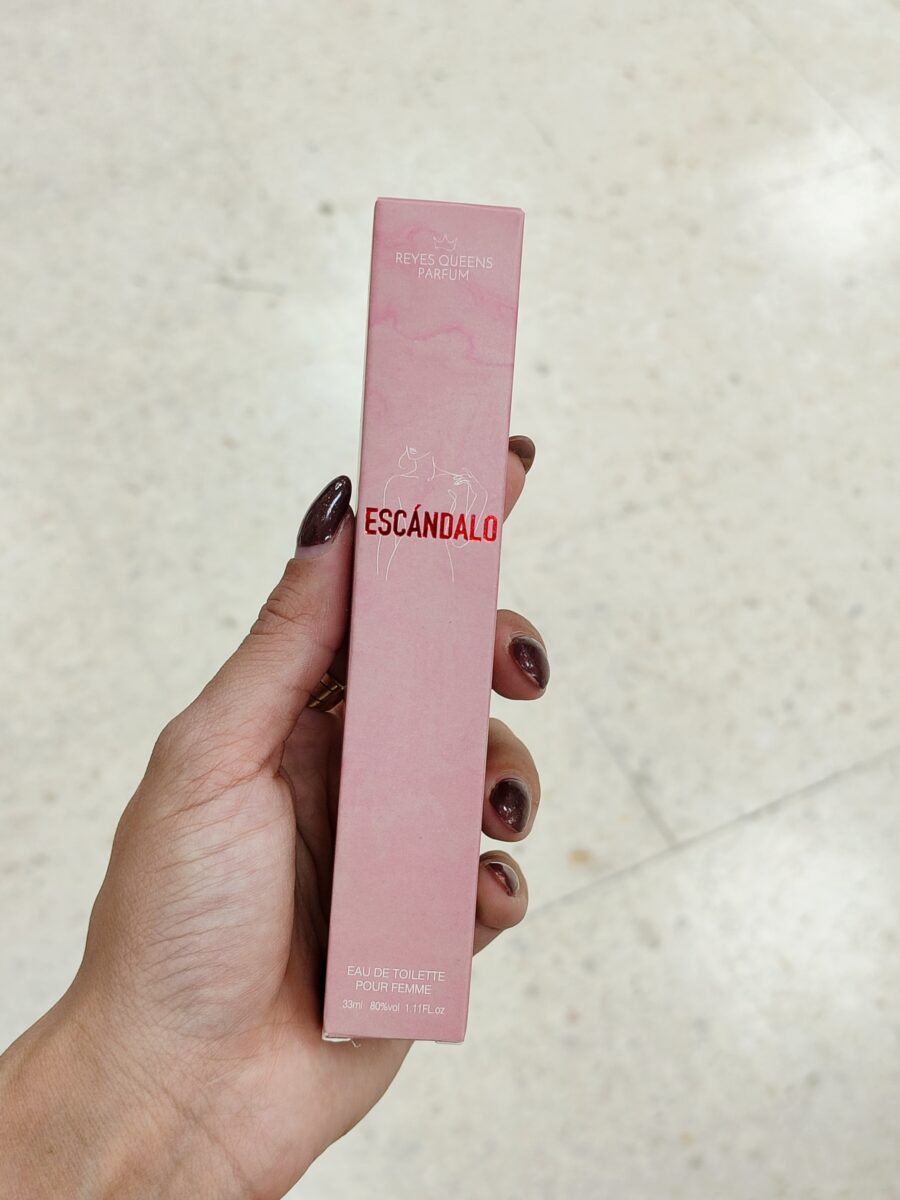 REYES QUEENS
PARFUM
ESCÁNDALO
EAU DE TOILETTE
POUR FEMME
33ml 80%vol 1.11FL.oz